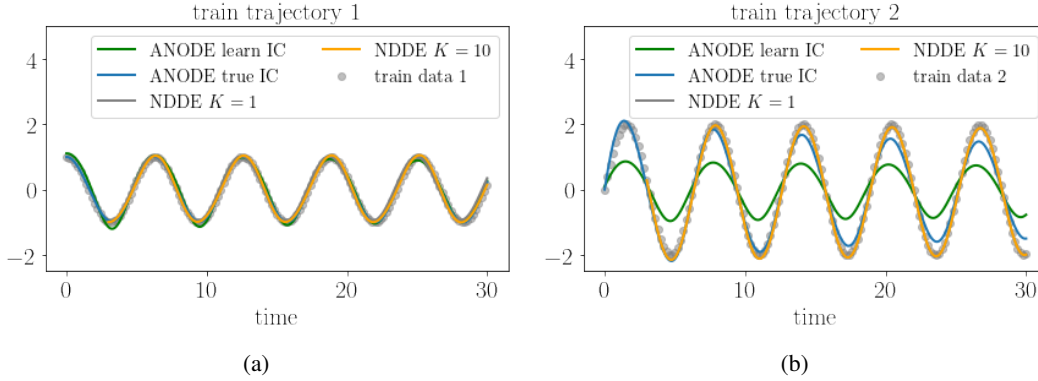 train trajectory 1
ANODE learn IC
ANODE true IC
NDDE K = 1
NDDE K = 10
train data 1
4
2
0
−2
0
10
20
30
time
(a)
train trajectory 2
ANODE learn IC
ANODE true IC
NDDE K = 1
NDDE K = 10
train data 2
4
2
0
−2
0
10
20
30
time
(b)